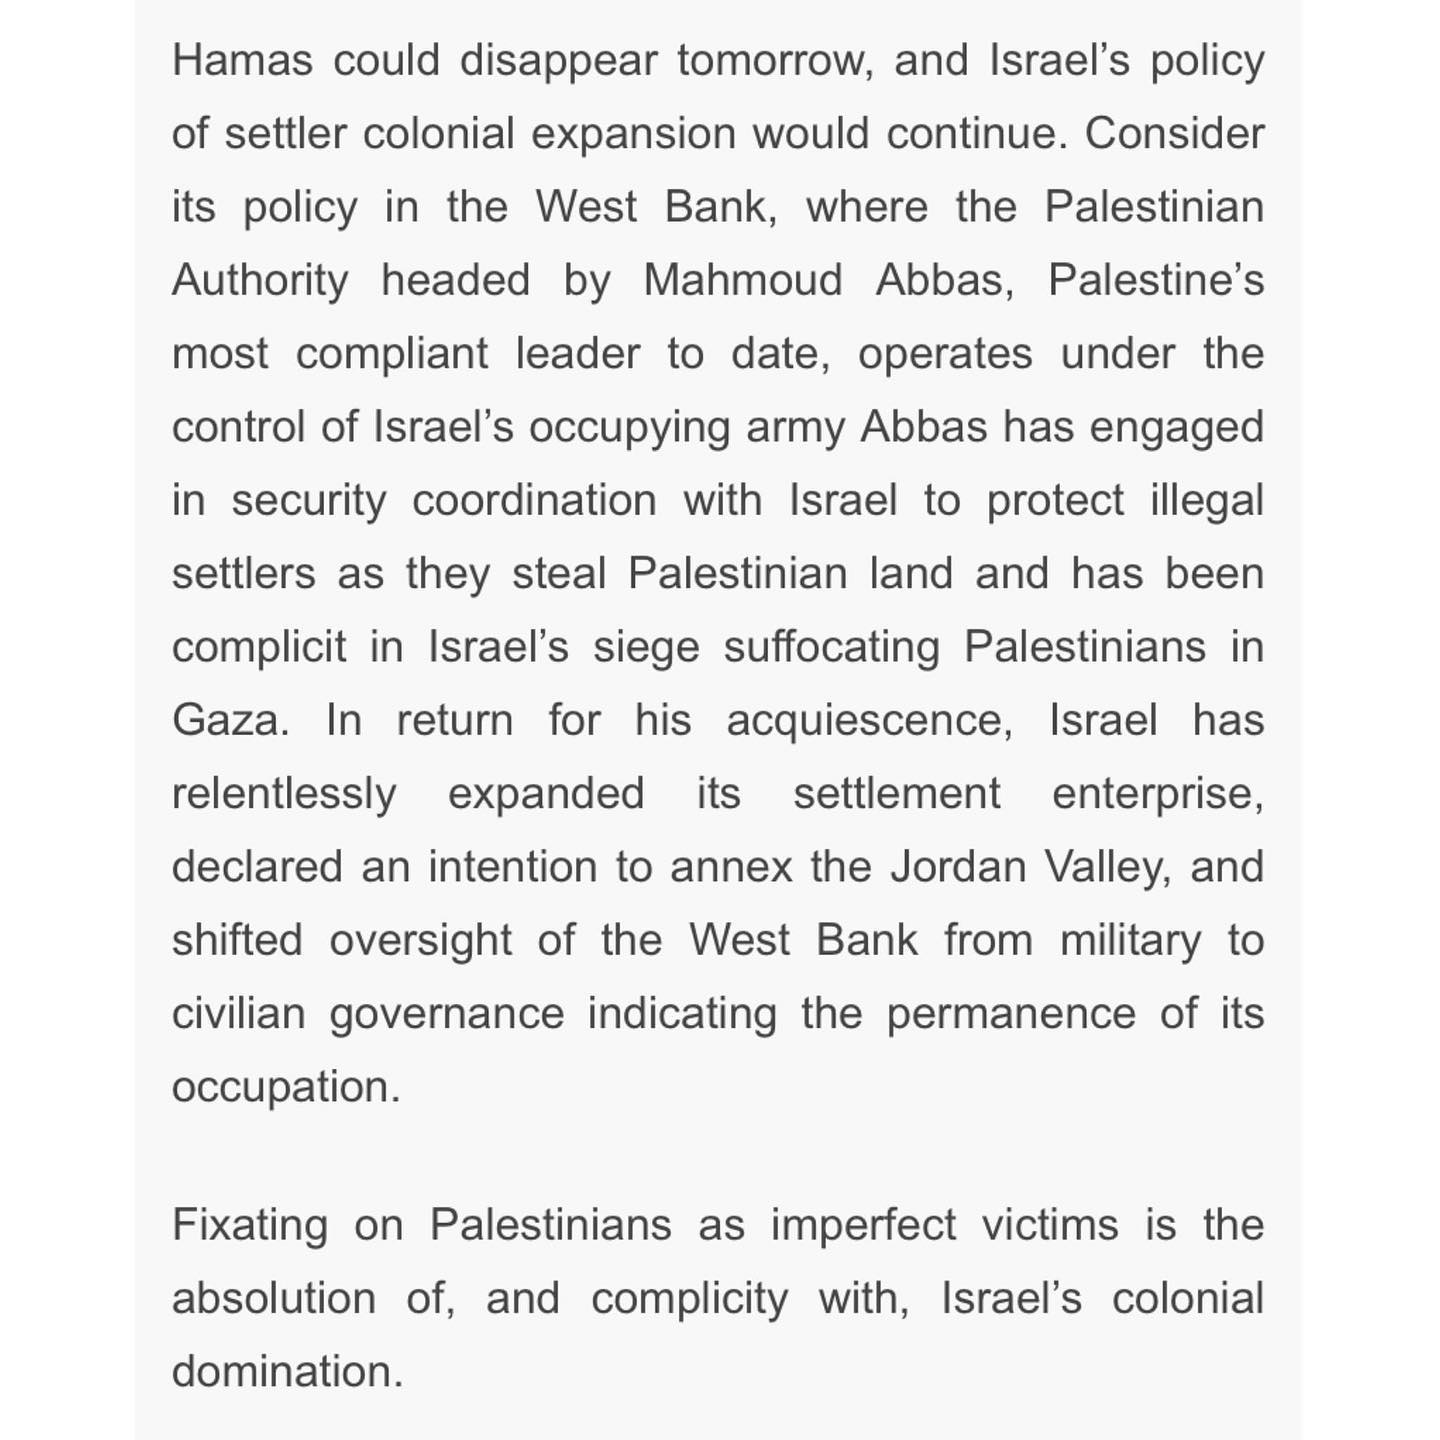 Hamas could disappear tomorrow, and Israel’s policy
of settler colonial expansion would continue. Consider
its policy in the West Bank, where the Palestinian
Authority headed by Mahmoud Abbas, Palestine’s
most compliant leader to date, operates under the
control of Israel’s occupying army Abbas has engaged
in security coordination with Israel to protect illegal
settlers as they steal Palestinian land and has been
complicit in Israel’s siege suffocating Palestinians in
Gaza. In return for his acquiescence, Israel has
relentlessly expanded its settlement enterprise,
declared an intention to annex the Jordan Valley, and
shifted oversight of the West Bank from military to
civilian governance indicating the permanence of its
occupation.
Fixating on Palestinians as imperfect victims is the
absolution of, and complicity with, Israel’s colonial
domination.